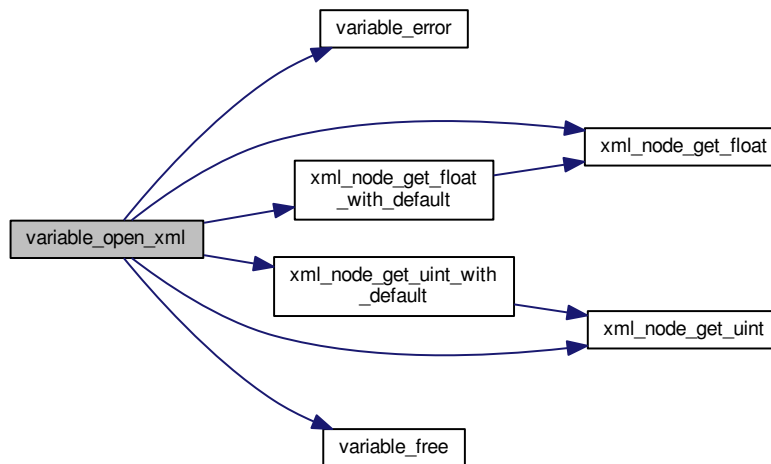 variable_error
xml_node_get_float
xml_node_get_float
_with_default
variable_open_xml
xml_node_get_uint_with
_default
xml_node_get_uint
variable_free